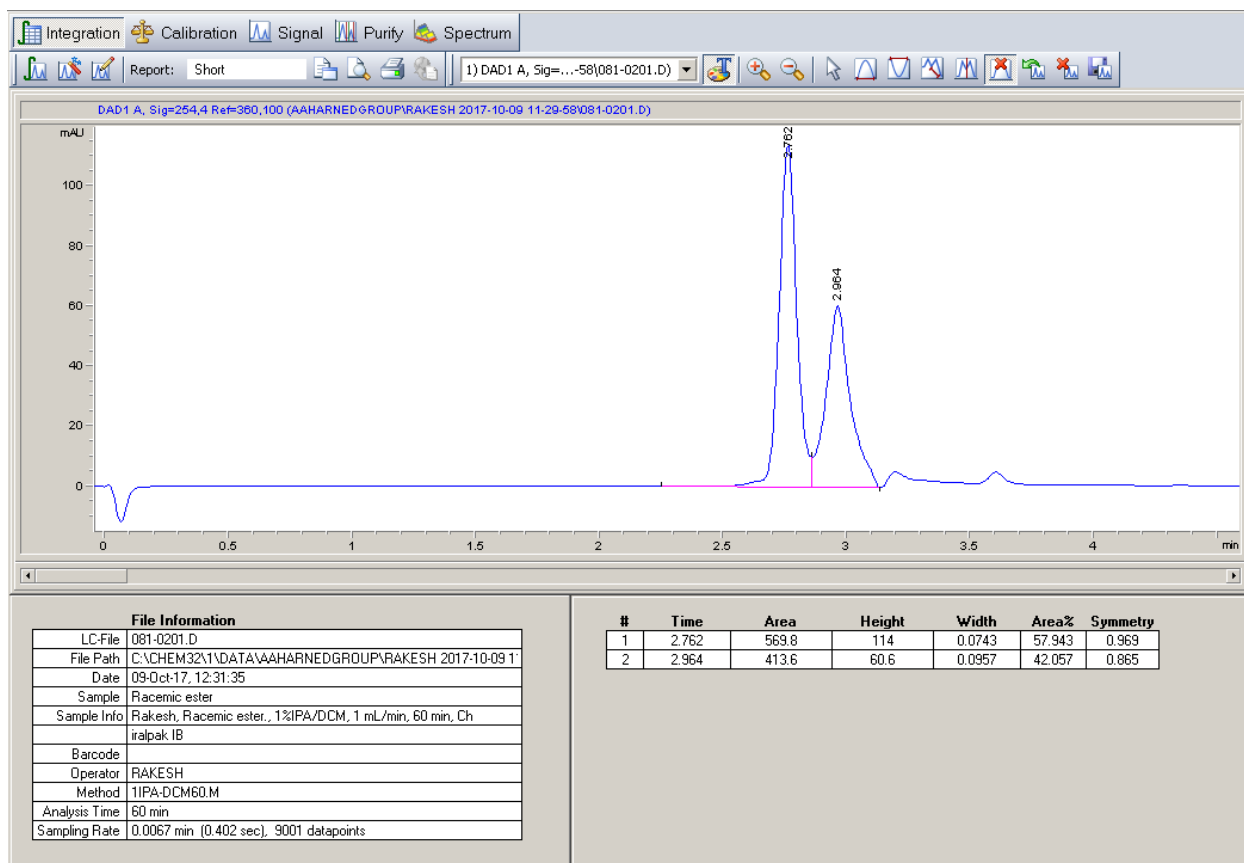 Integration Calibration Signal Purify Spectrum
Report: Short 1) DAD1 A, Sig=...-58\081-0201.D)
DAD1 A, Sig=254,4 Ref=360,100 (AAHARNEDGROUP\RAKESH 2017-10-09 11-29-58\081-0201.D)
mAU
2.762
100
80
2.964
60
40
20
0
0 0.5 1 1.5 2 2.5 3 3.5 4 min
File Information
LC-File 081-0201.D
File Path C:\CHEM32\1\DATA\AAHARNEDGROUP\RAKESH 2017-10-09 1
Date 09-Oct-17, 12:31:35
Sample Racemic ester
Sample Info Rakesh, Racemic ester., 1%IPA/DCM, 1 mL/min, 60 min, Ch
iralpak IB
Barcode
Operator RAKESH
Method 1IPA-DCM60.M
Analysis Time 60 min
Sampling Rate 0.0067 min (0.402 sec), 9001 datapoints
# Time Area Height Width Area% Symmetry
1 2.762 569.8 114 0.0743 57.943 0.969
2 2.964 413.6 60.6 0.0957 42.057 0.865